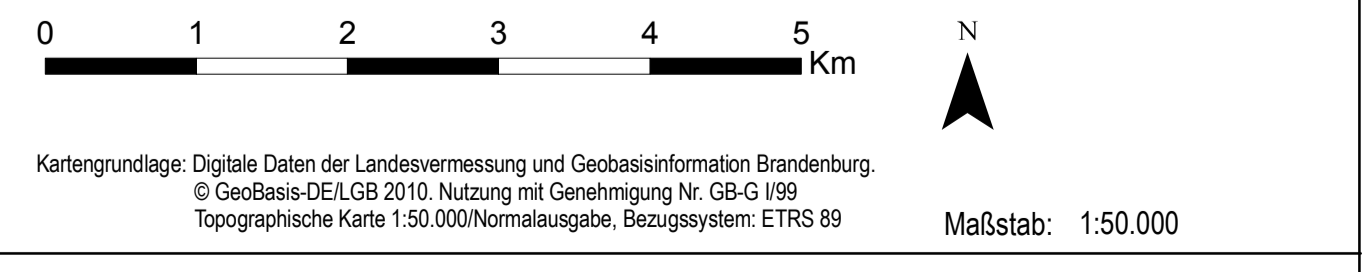 0 1 2 3 4 5
Km
N
Kartengrundlage: Digitale Daten der Landesvermessung und Geobasisinformation Brandenburg.
© GeoBasis-DE/LGB 2010. Nutzung mit Genehmigung Nr. GB-G I/99
Topographische Karte 1:50.000/Normalausgabe, Bezugssystem: ETRS 89
Maßstab: 1:50.000